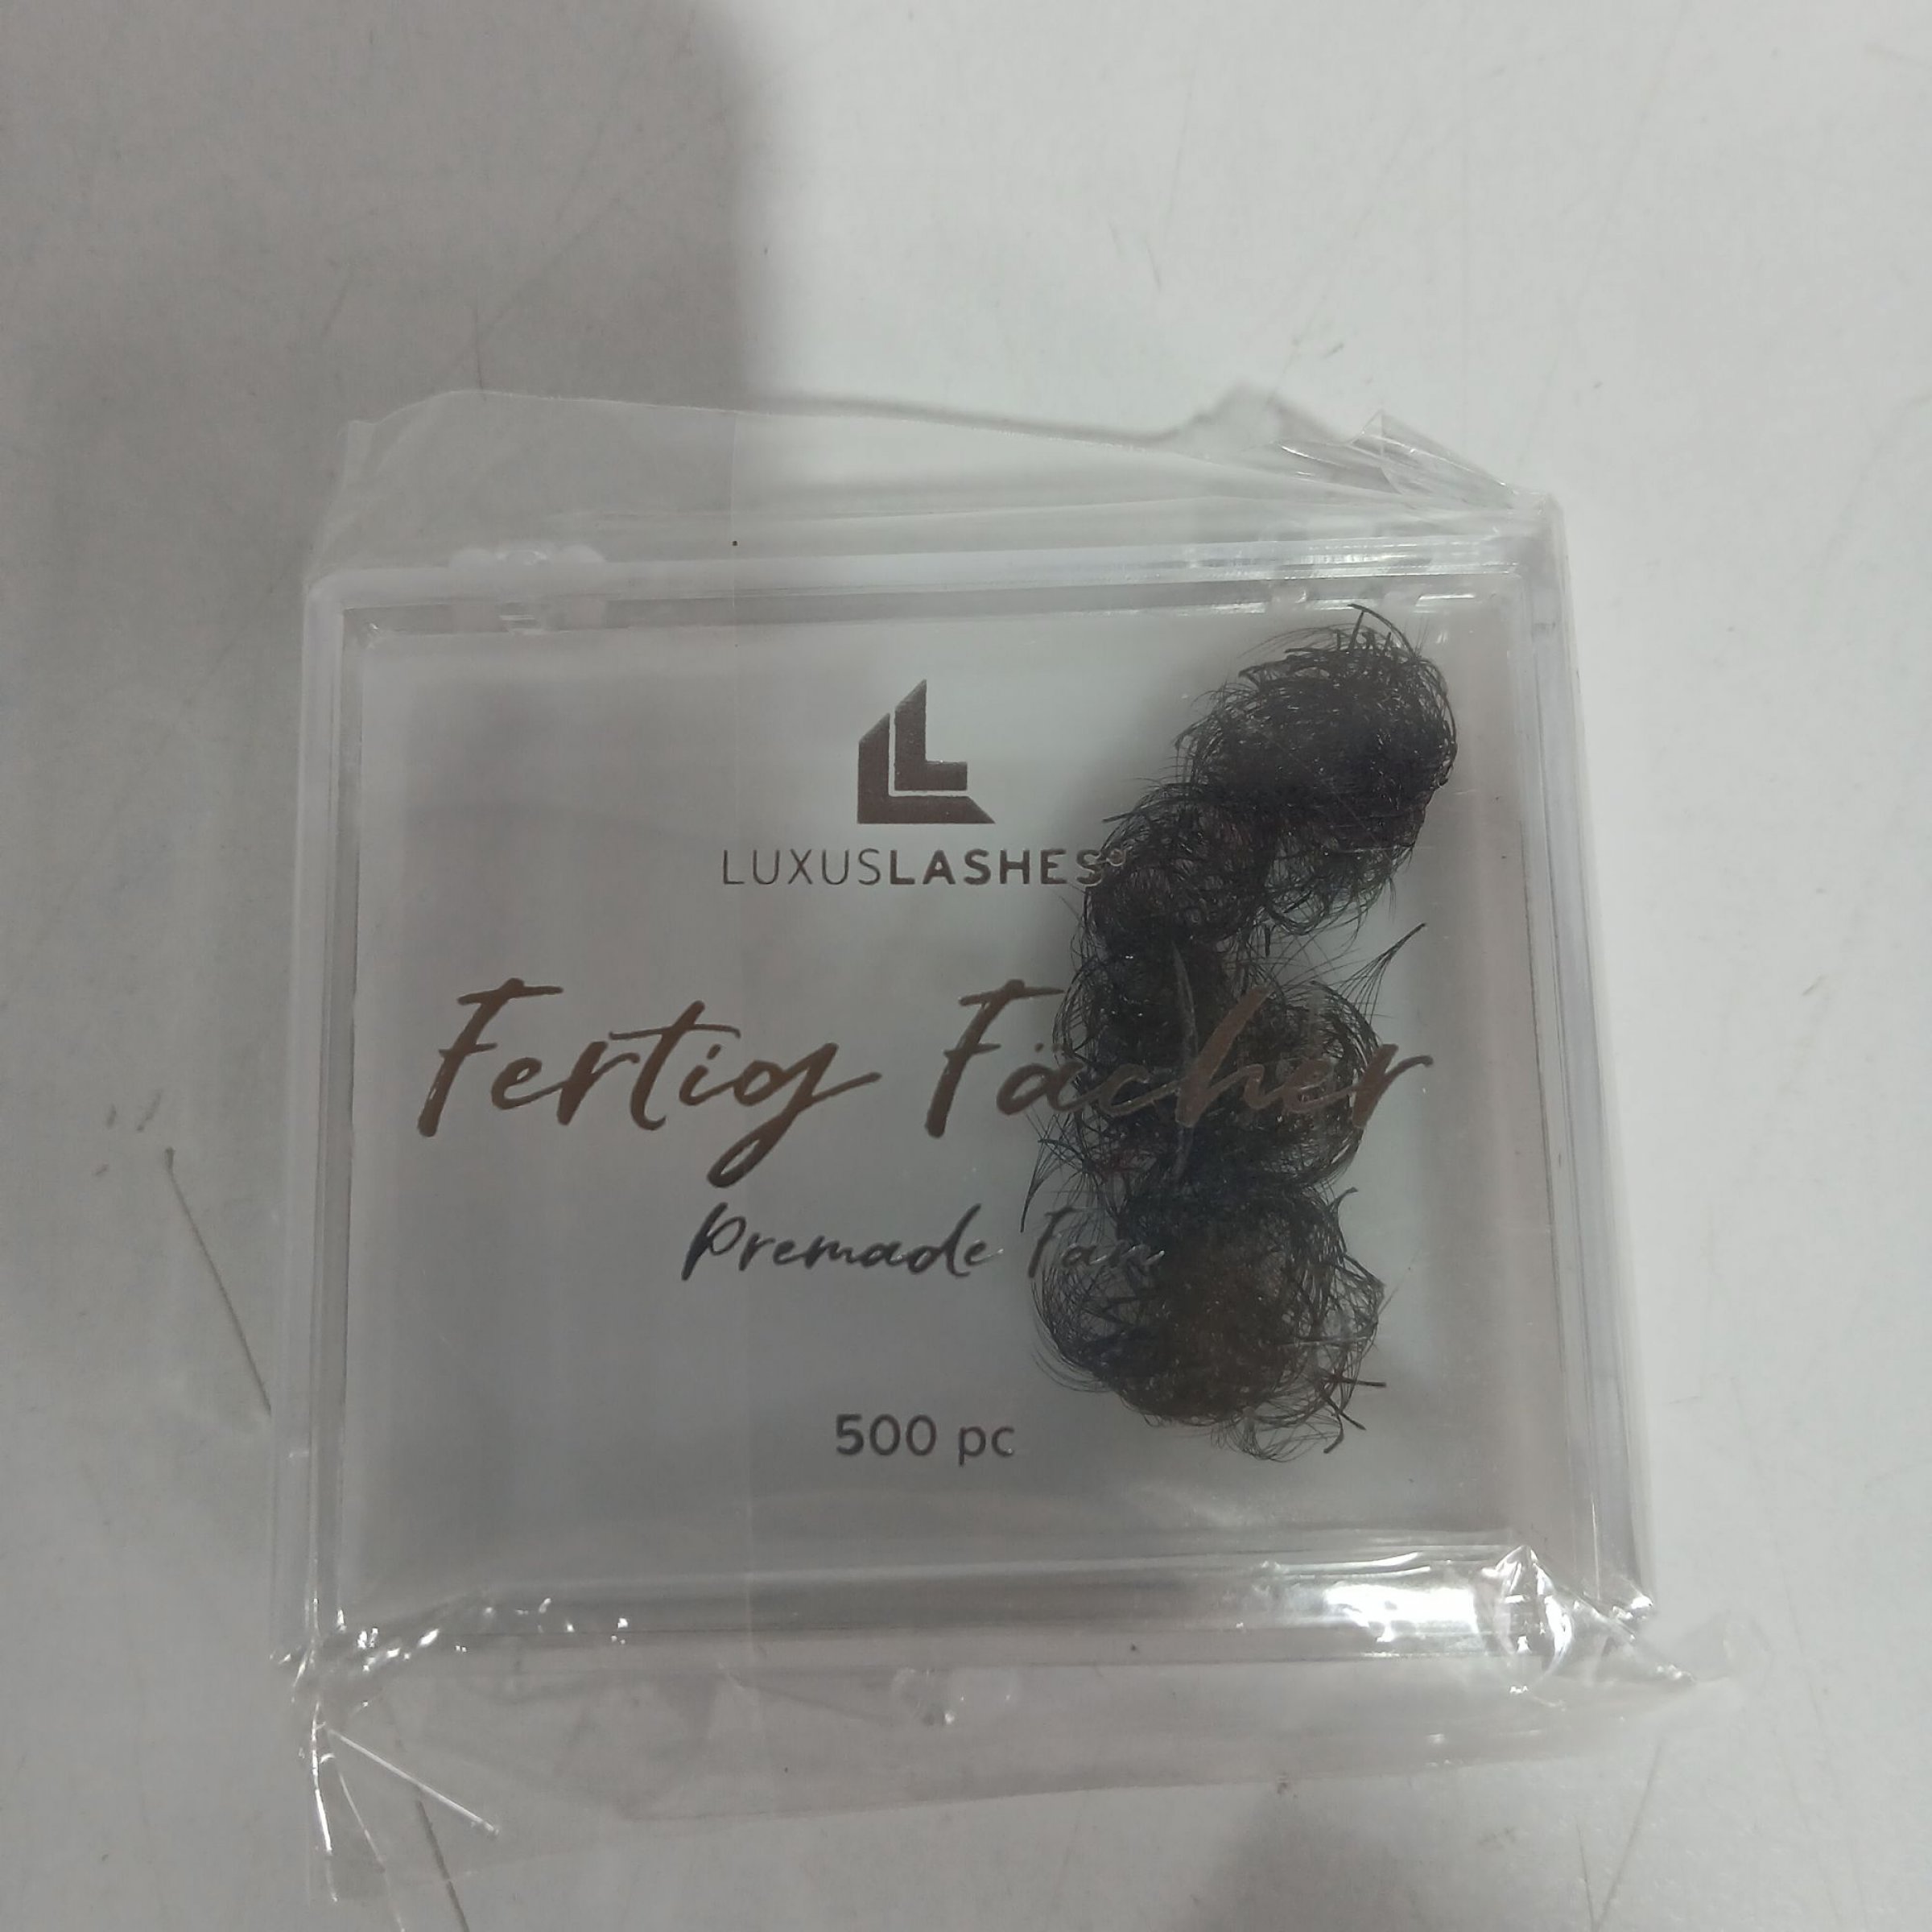 LUXUSLASHES®
Fertig Fächer
Premade Fan
500 pc